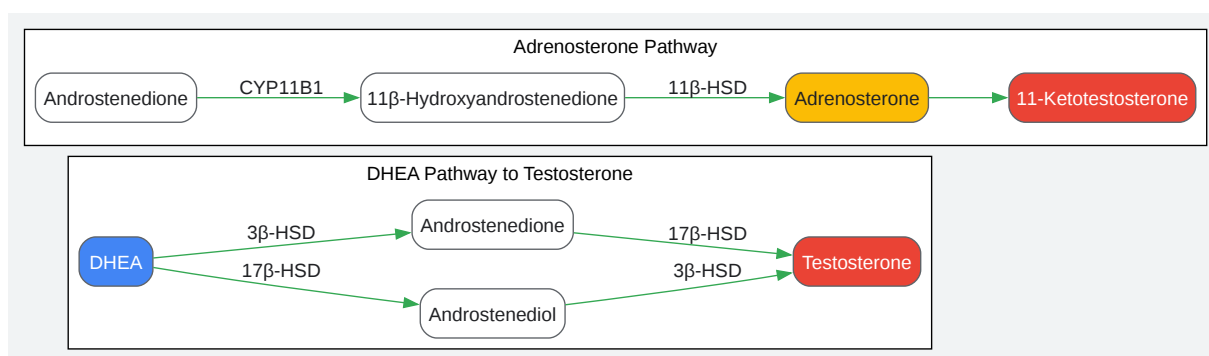 Adrenosterone Pathway
Androstenedione
CYP11B1
11β-Hydroxyandrostenedione
11β-HSD
Adrenosterone
11-Ketotestosterone
DHEA Pathway to Testosterone
DHEA
3β-HSD
Androstenedione
17β-HSD
17β-HSD
Androstenediol
3β-HSD
Testosterone